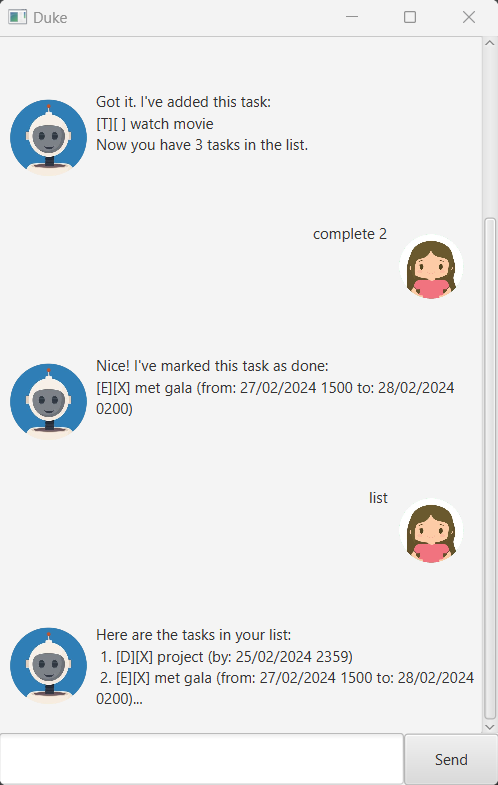 Duke
Got it. I've added this task:
[T][ ] watch movie
Now you have 3 tasks in the list.
complete 2
Nice! I've marked this task as done:
[E][X] met gala (from: 27/02/2024 1500 to: 28/02/2024
0200)
list
Here are the tasks in your list:
1. [D][X] project (by: 25/02/2024 2359)
2. [E][X] met gala (from: 27/02/2024 1500 to: 28/02/2024
0200)...
Send